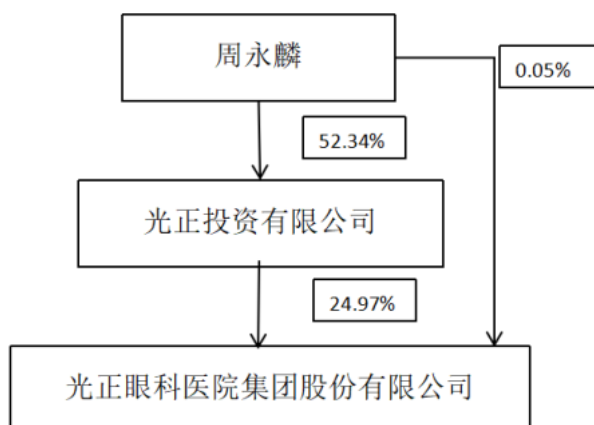 周永麟
0.05%
52.34%
光正投资有限公司
24.97%
光正眼科医院集团股份有限公司